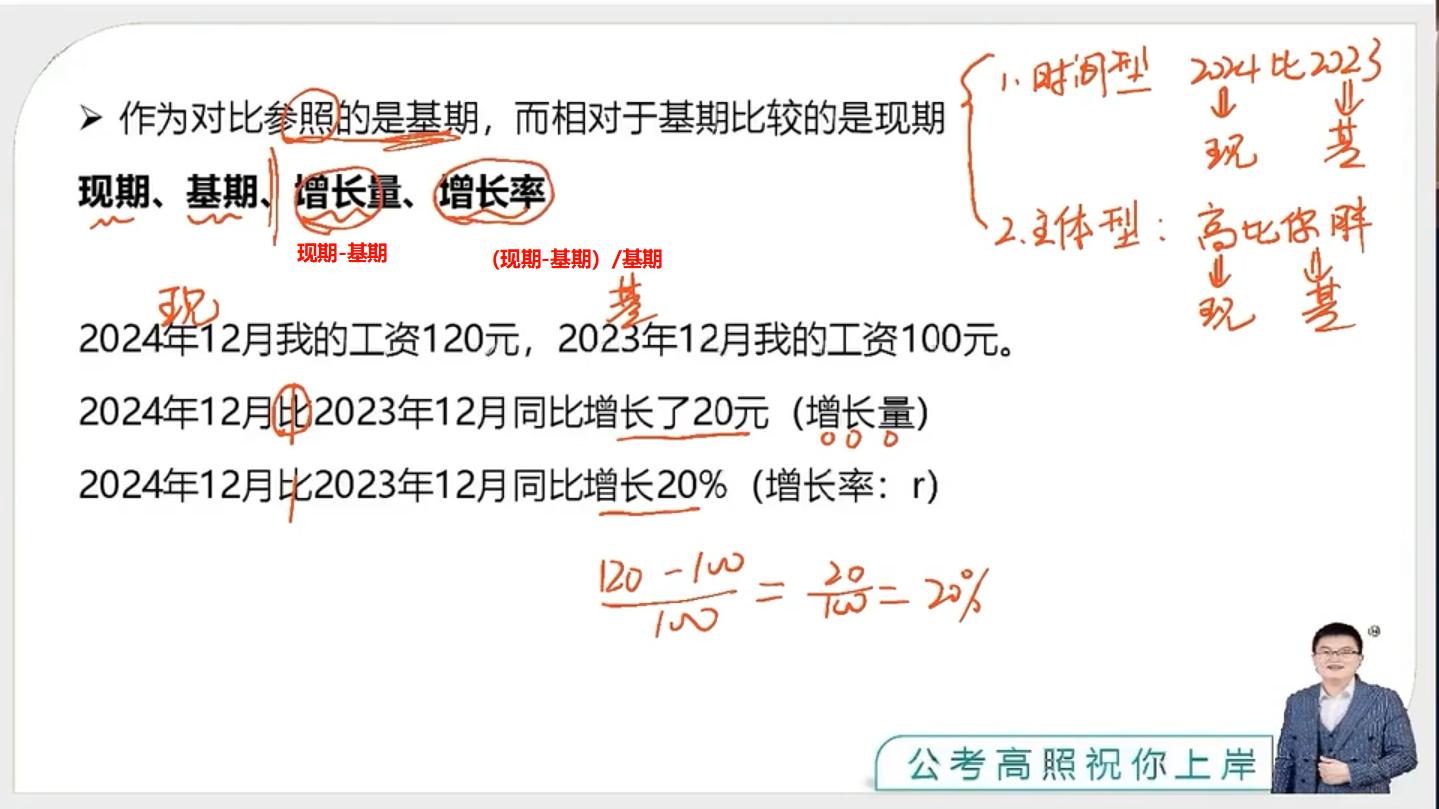 ➤ 作为对比参照的是基期，而相对于基期比较的是现期
现期、基期、增长量、增长率
现期-基期
(现期-基期）/基期
1.时间型 2024比2023
现 基
2.主体型：高比你胖
现 基
现 基
2024年12月我的工资120元，2023年12月我的工资100元。
2024年12月比2023年12月同比增长了20元（增长量）
2024年12月比2023年12月同比增长20%（增长率：r）
120-100/100=20/100=20%
公考高照祝你上岸